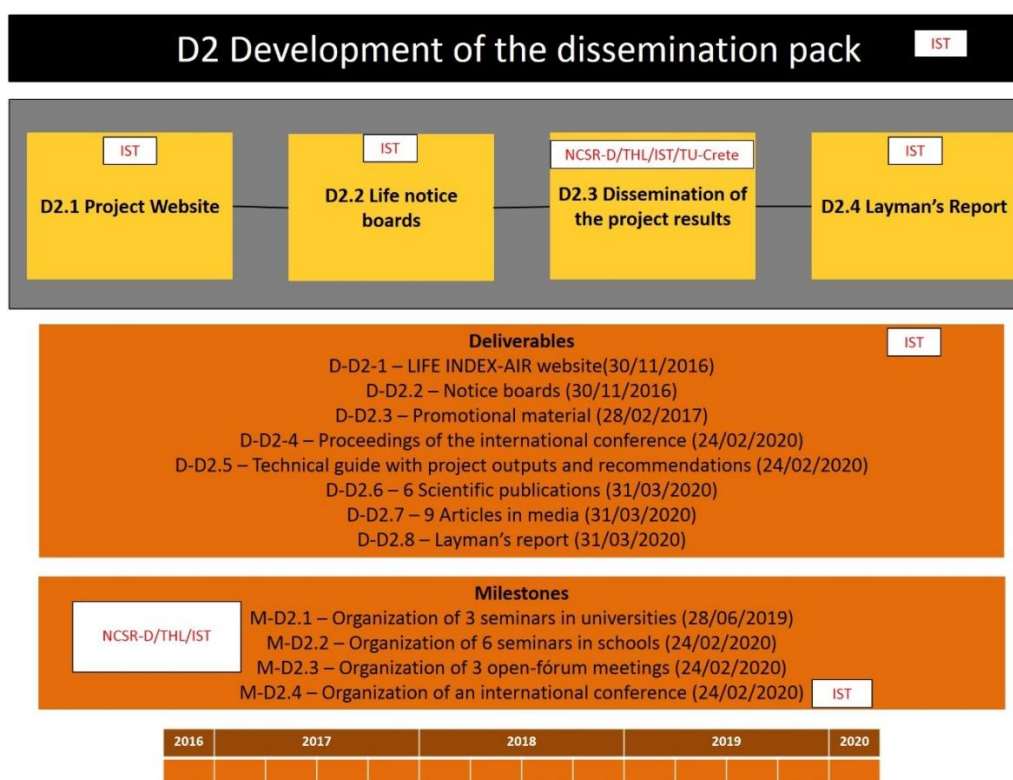 D2 Development of the dissemination pack
IST
IST
D2.1 Project Website
IST
D2.2 Life notice
boards
NCSR-D/THL/IST/TU-Crete
D2.3 Dissemination of
the project results
IST
D2.4 Layman's Report
Deliverables
IST
D-D2-1 – LIFE INDEX-AIR website(30/11/2016)
D-D2.2 – Notice boards (30/11/2016)
D-D2.3 – Promotional material (28/02/2017)
D-D2-4 – Proceedings of the international conference (24/02/2020)
D-D2.5 – Technical guide with project outputs and recommendations (24/02/2020)
D-D2.6 – 6 Scientific publications (31/03/2020)
D-D2.7 – 9 Articles in media (31/03/2020)
D-D2.8 – Layman's report (31/03/2020)
Milestones
NCSR-D/THL/IST
M-D2.1 – Organization of 3 seminars in universities (28/06/2019)
M-D2.2 – Organization of 6 seminars in schools (24/02/2020)
M-D2.3 – Organization of 3 open-fórum meetings (24/02/2020)
M-D2.4 – Organization of an international conference (24/02/2020)
IST
2016 2017 2018 2019 2020